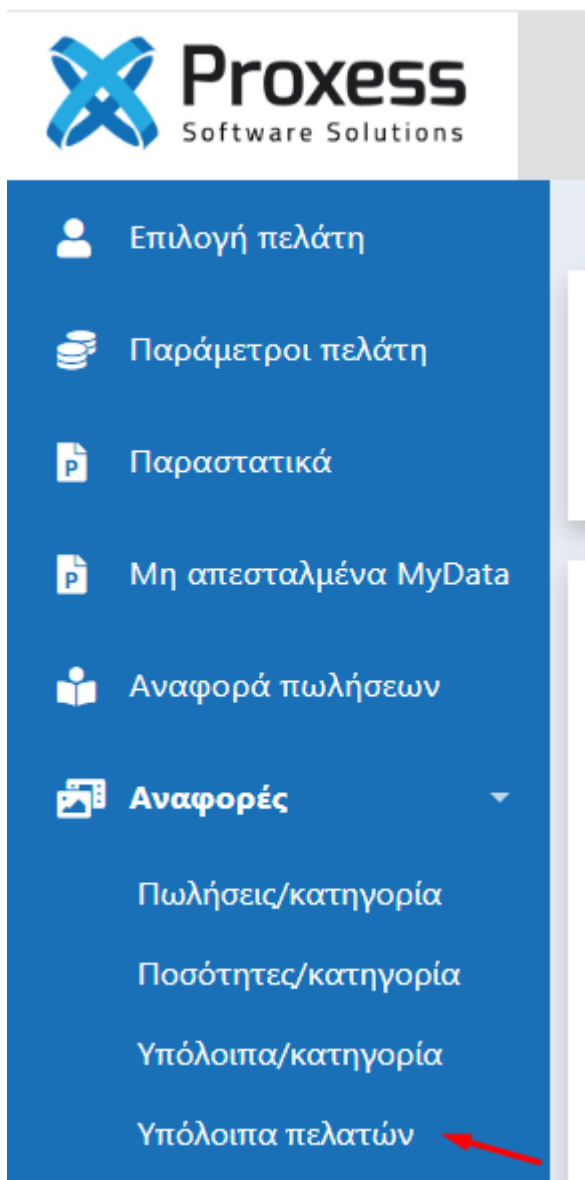 Proxess
Software Solutions
Επιλογή πελάτη
Παράμετροι πελάτη
P Παραστατικά
P Μη απεσταλμένα MyData
Αναφορά πωλήσεων
Αναφορές
Πωλήσεις/κατηγορία
Ποσότητες/κατηγορία
Υπόλοιπα/κατηγορία
Υπόλοιπα πελατών